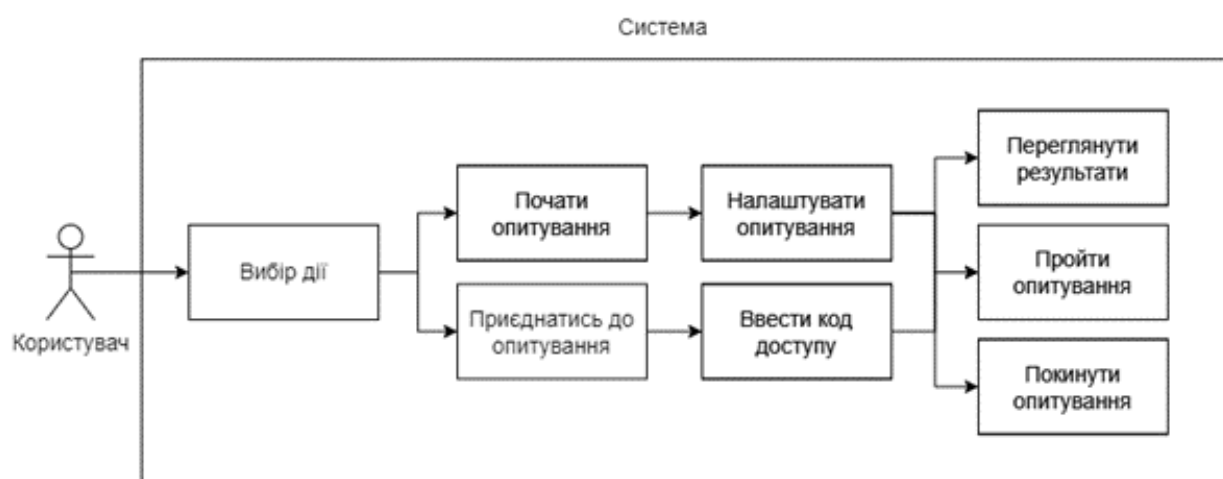 Система
Користувач
Вибір дії
Почати
опитування
Приєднатись до
опитування
Налаштувати
опитування
Ввести код
доступу
Переглянути
результати
Пройти
опитування
Покинути
опитування